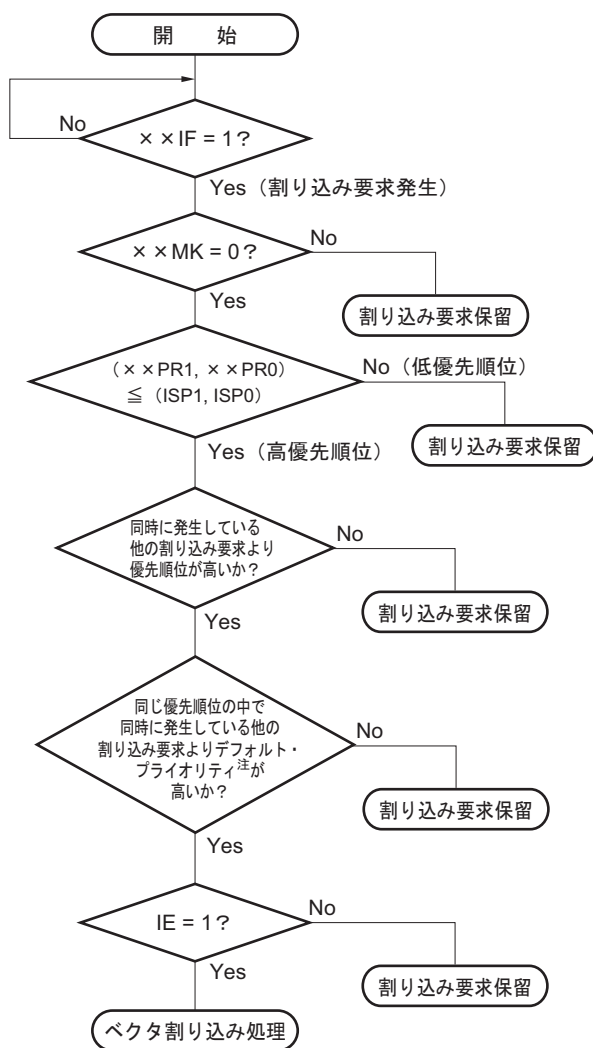 開　始
No
××IF = 1？
Yes（割り込み要求発生）
××MK = 0？
No
割り込み要求保留
Yes
（××PR1, ××PR0）
≦（ISP1, ISP0）
No（低優先順位）
割り込み要求保留
Yes（高優先順位）
同時に発生している
他の割り込み要求より
優先順位が高いか？
No
割り込み要求保留
Yes
同じ優先順位の中で
同時に発生している他の
割り込み要求よりデフォルト・
プライオリティ注が
高いか？
No
割り込み要求保留
Yes
IE = 1？
No
割り込み要求保留
Yes
ベクタ割り込み処理